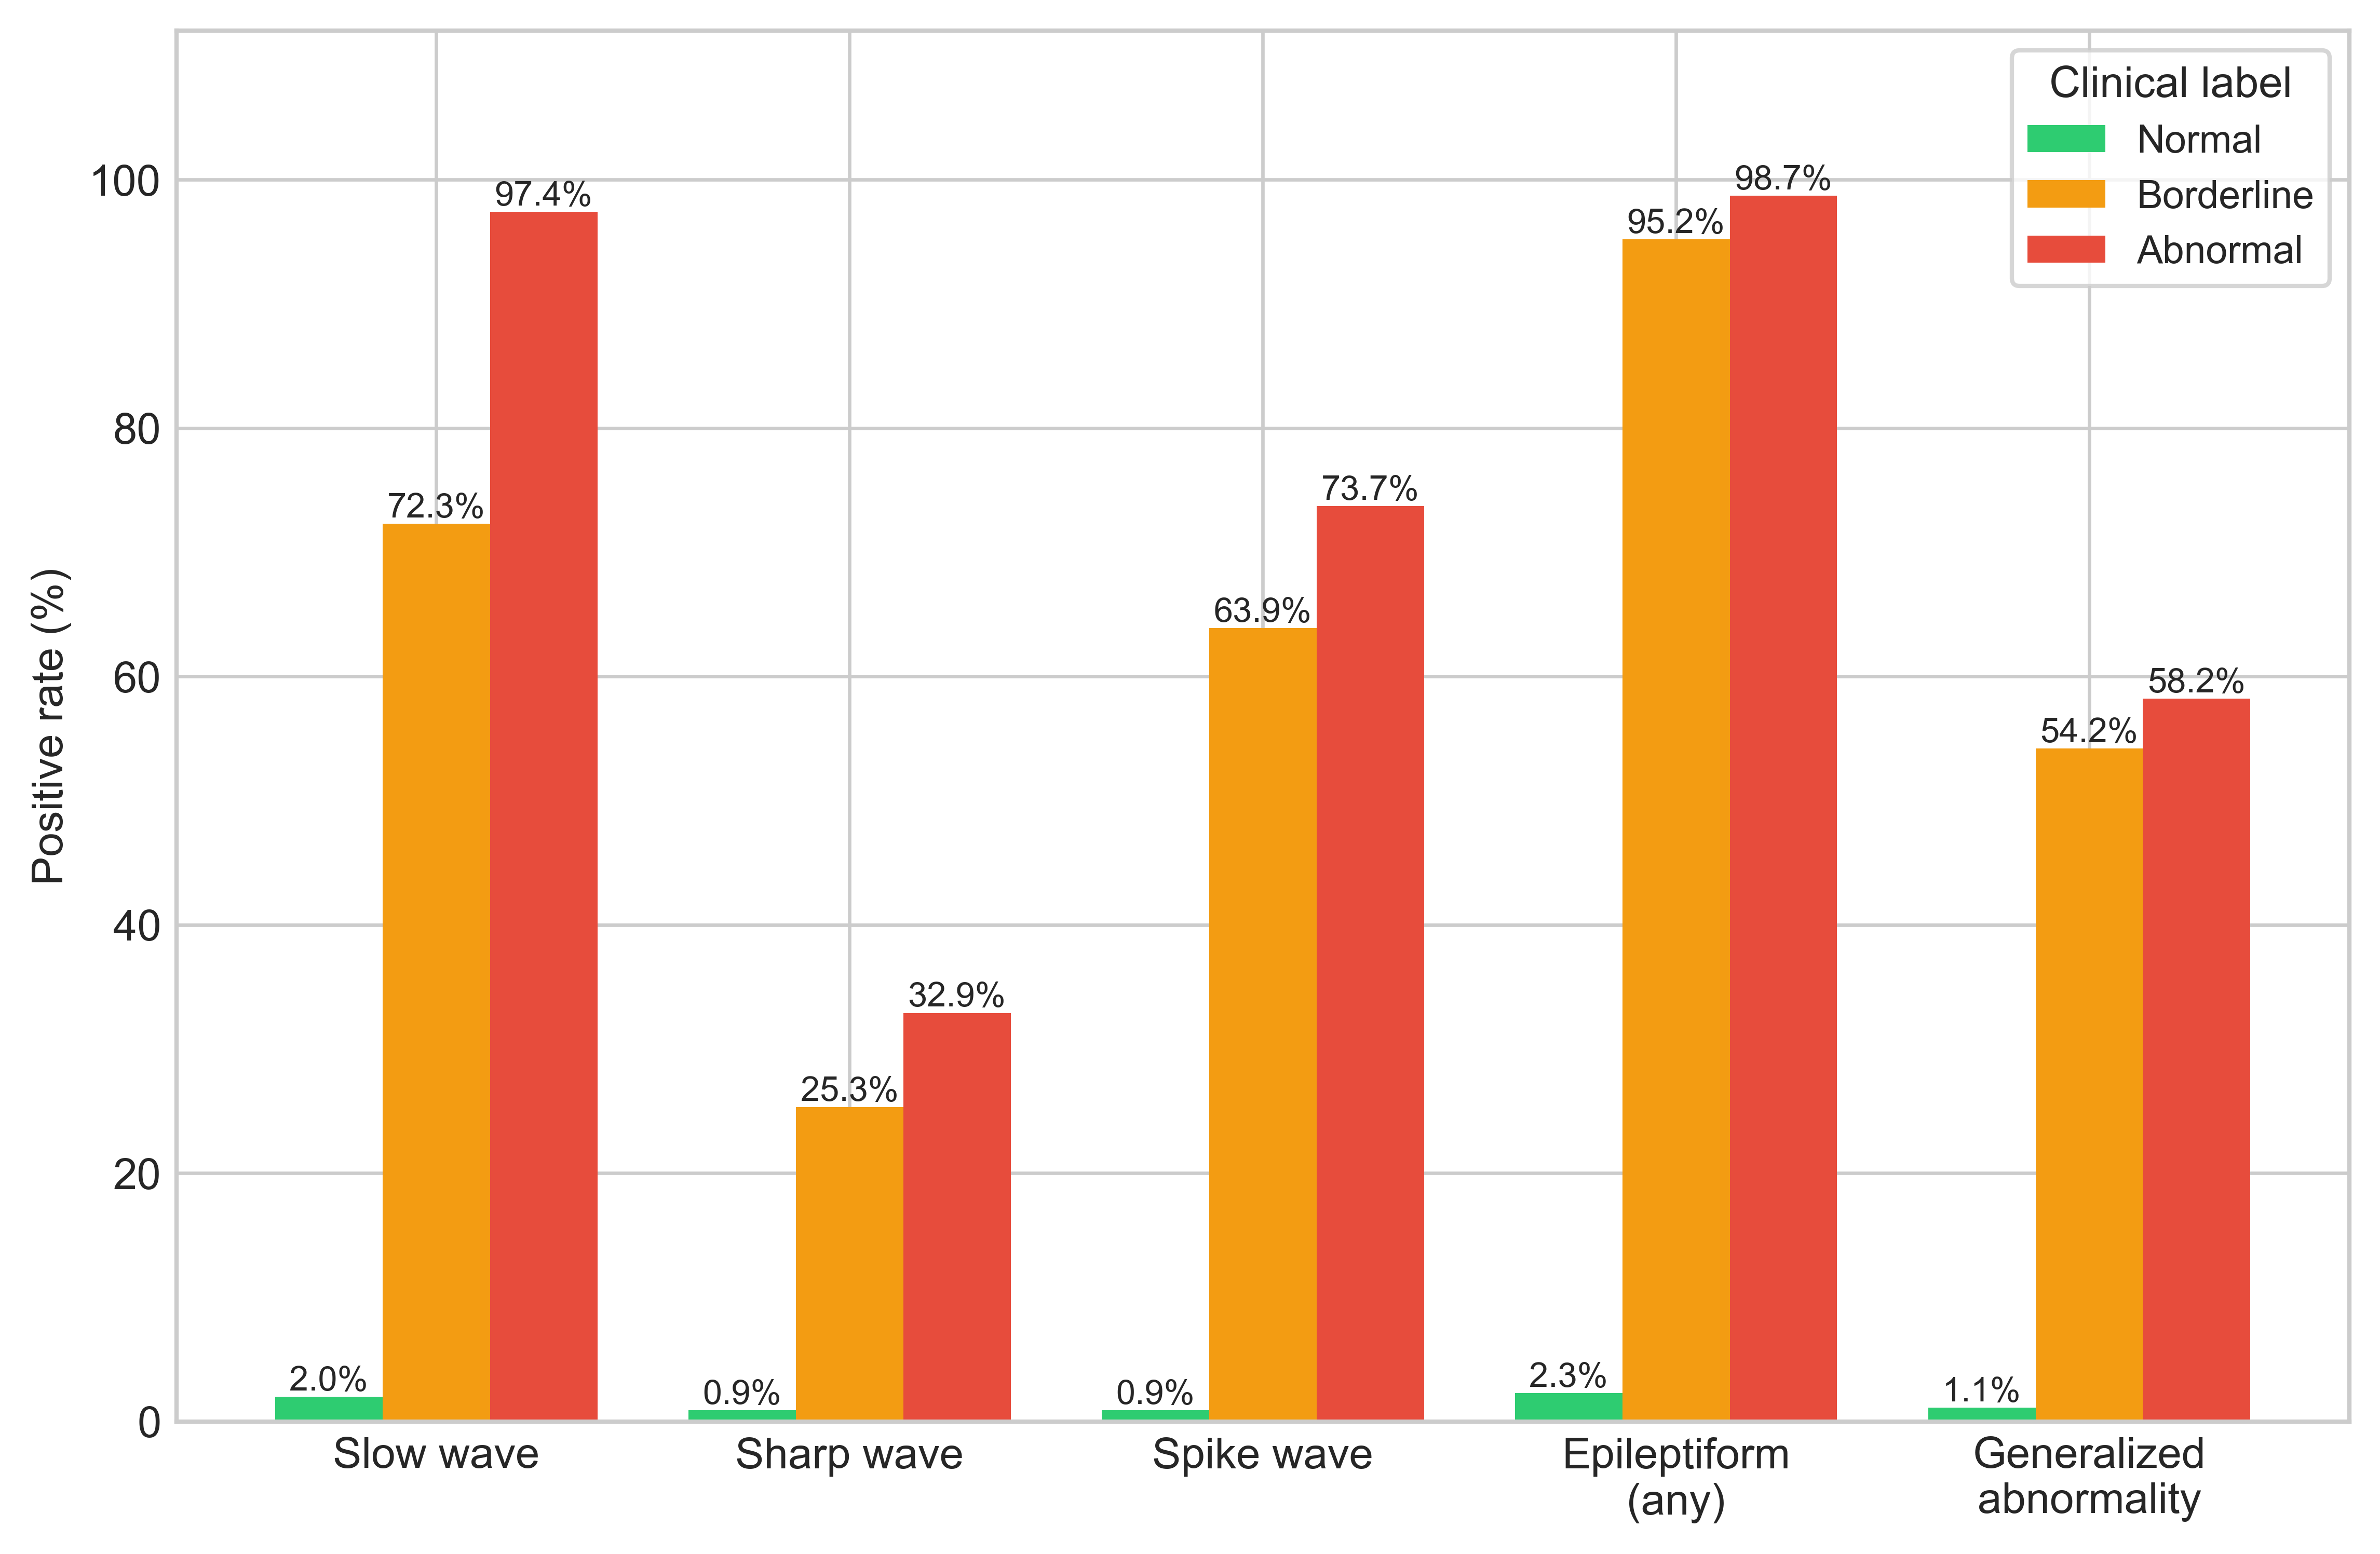 Clinical label
Normal
Borderline
Abnormal
Positive rate (%)
100
80
60
40
20
0
2.0%
72.3%
97.4%
0.9%
25.3%
32.9%
0.9%
63.9%
73.7%
2.3%
95.2%
98.7%
1.1%
54.2%
58.2%
Slow wave
Sharp wave
Spike wave
Epileptiform
(any)
Generalized
abnormality